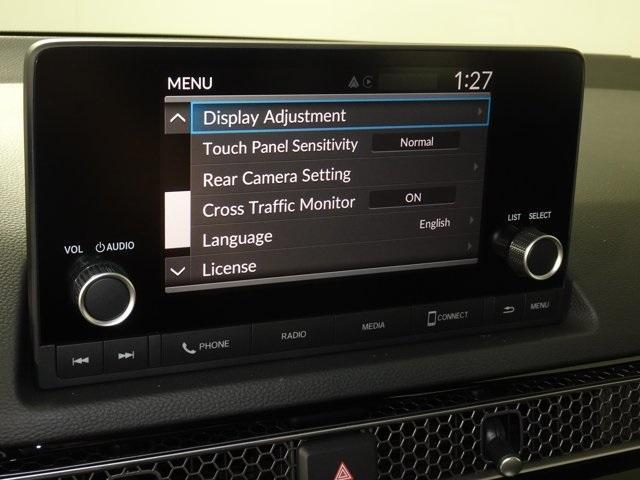 MENU 1:27
Display Adjustment
Touch Panel Sensitivity Normal
Rear Camera Setting
Cross Traffic Monitor ON
Language English
License
VOL AUDIO
LIST SELECT
PHONE RADIO MEDIA CONNECT MENU